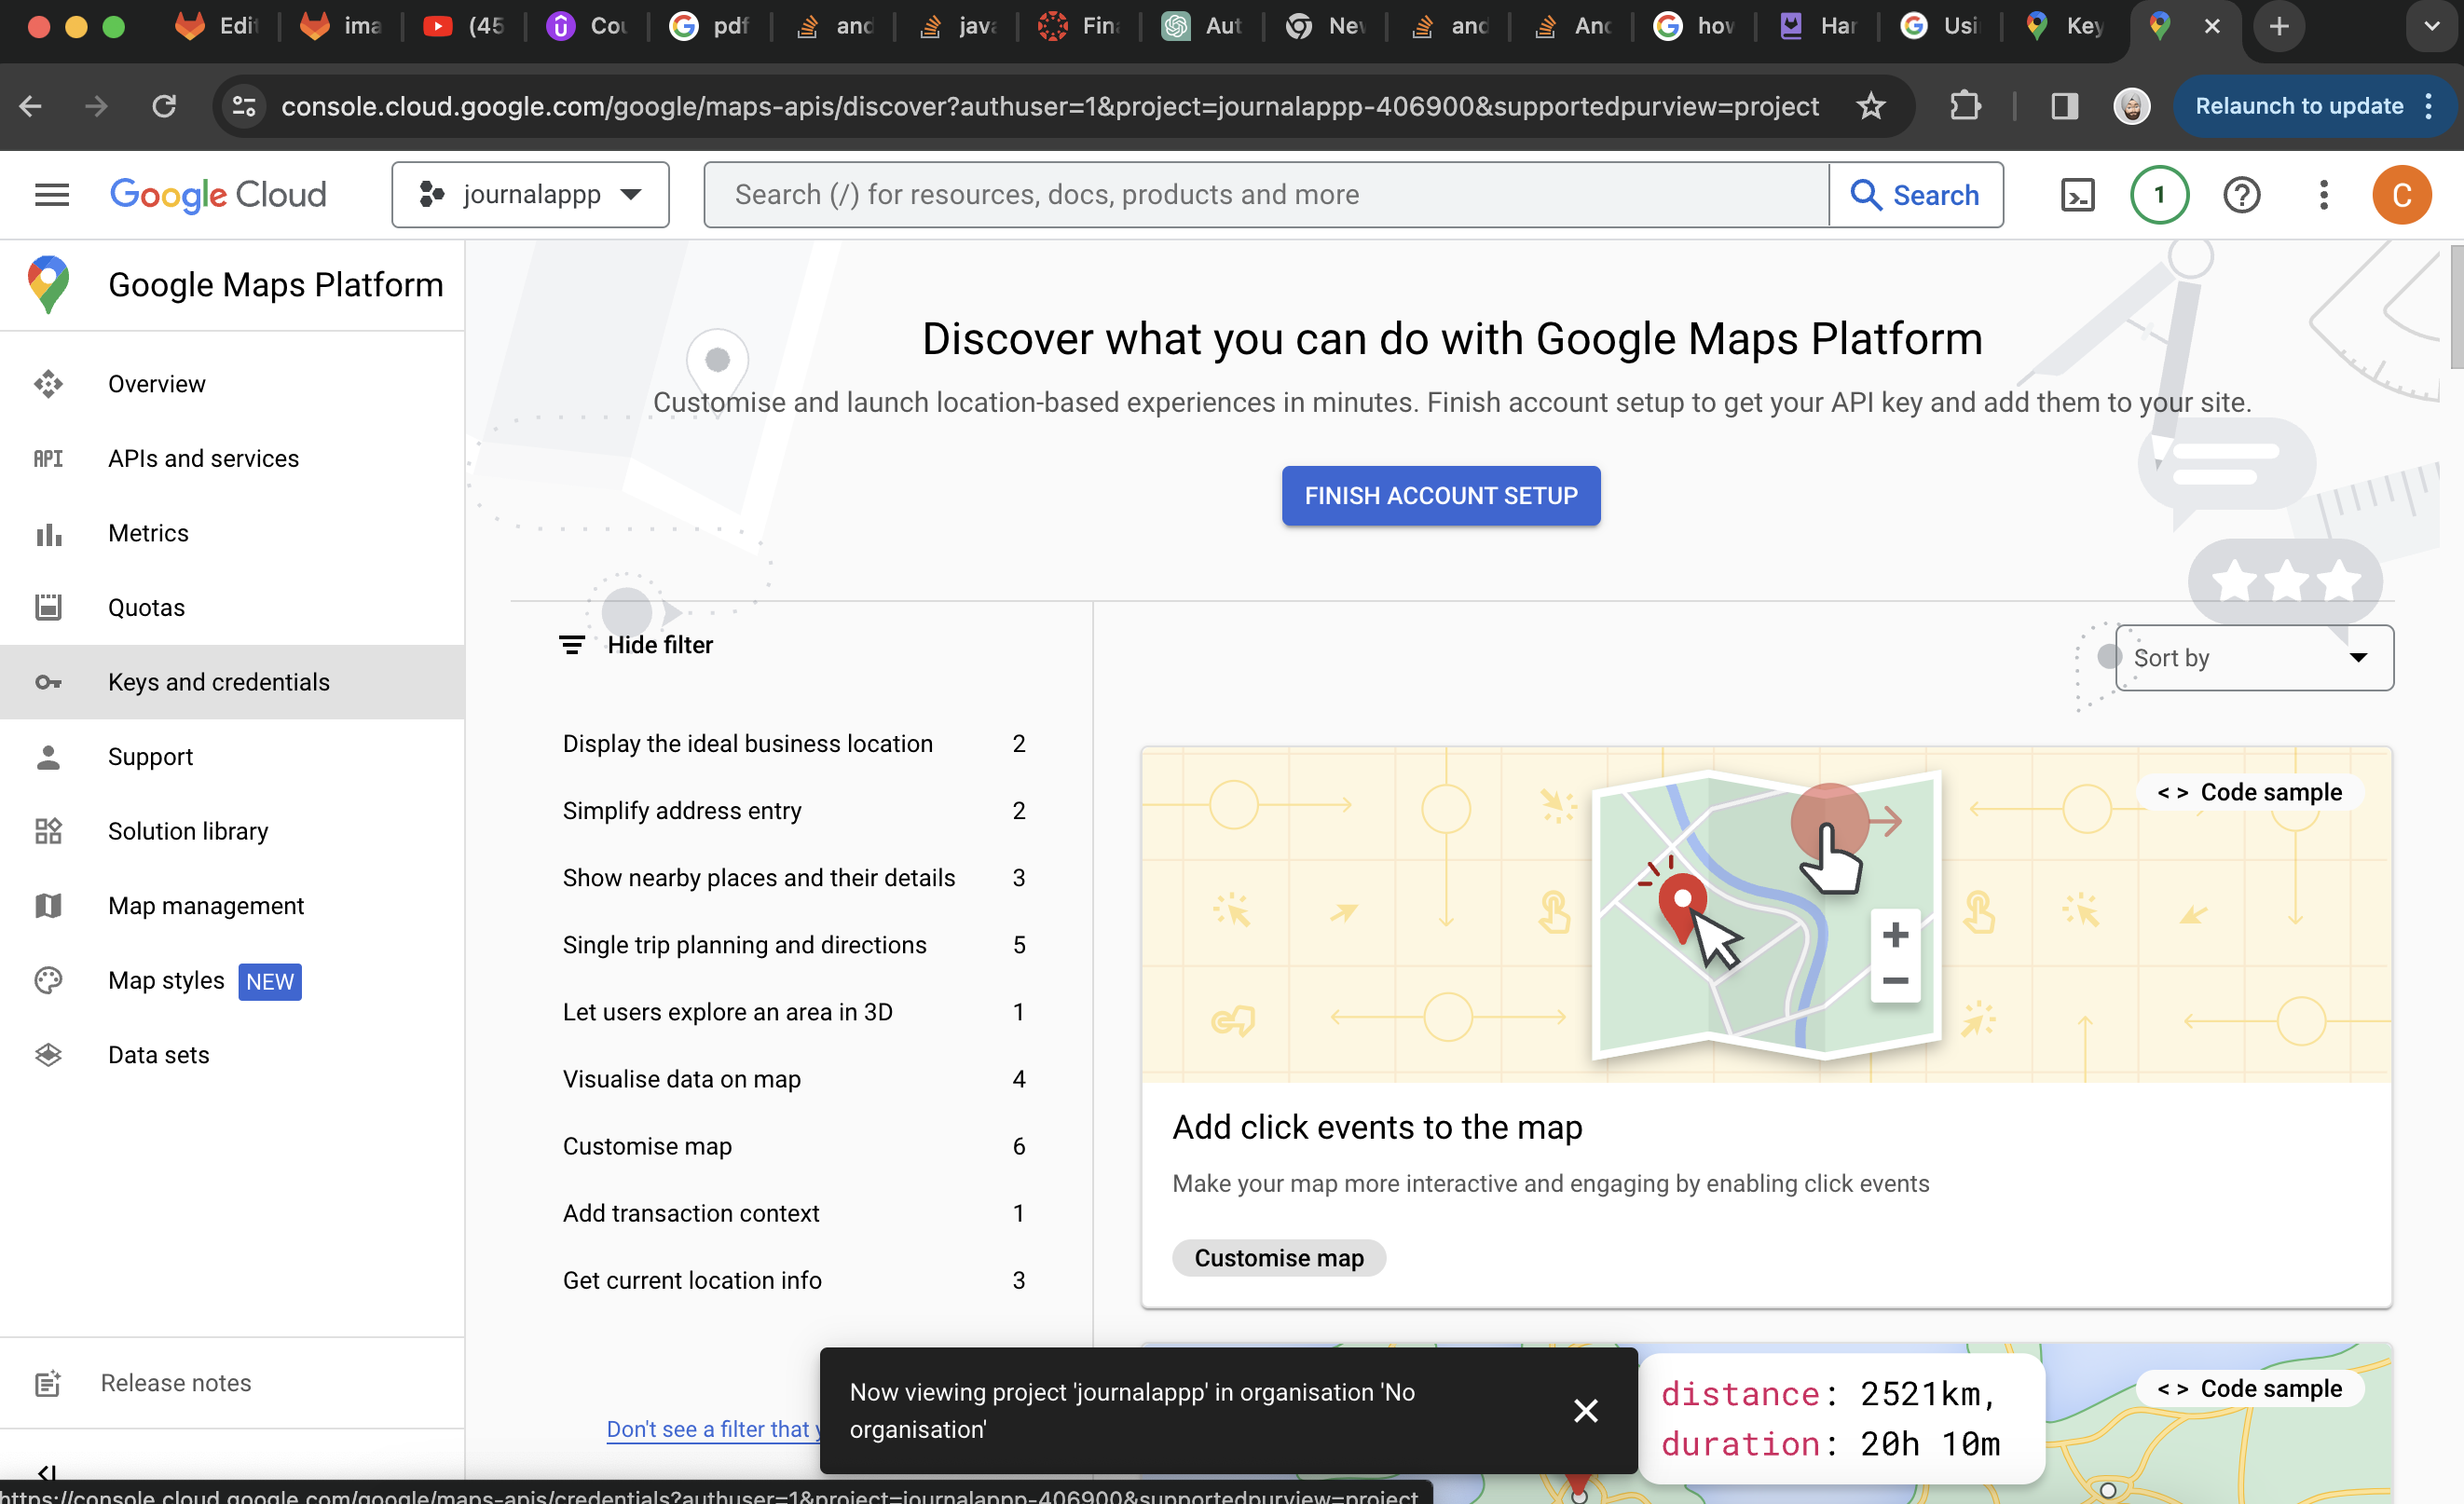 Edi
ima
(45
Cou
pdf
and
java
Fina
Aut
New
and
And
how
Har
Usi
Key
console.cloud.google.com/google/maps-apis/discover?authuser=1&project=journalappp-406900&supportedpurview=project
Relaunch to update
Google Cloud
journalappp
Search (/) for resources, docs, products and more
Search
1
C
Google Maps Platform
Overview
API
APIs and services
Metrics
Quotas
Keys and credentials
Support
Solution library
Map management
Map styles NEW
Data sets
Release notes
Discover what you can do with Google Maps Platform
Customise and launch location-based experiences in minutes. Finish account setup to get your API key and add them to your site.
FINISH ACCOUNT SETUP
Hide filter
Display the ideal business location 2
Simplify address entry 2
Show nearby places and their details 3
Single trip planning and directions 5
Let users explore an area in 3D 1
Visualise data on map 4
Customise map 6
Add transaction context 1
Get current location info 3
Don't see a filter that y
Sort by
< > Code sample
Add click events to the map
Make your map more interactive and engaging by enabling click events
Customise map
Now viewing project 'journalappp' in organisation 'No
organisation'
distance: 2521km,
duration: 20h 10m
< > Code sample
https://console.cloud.google.com/google/maps-apis/credentials?authuser=1&project=journalappp-406900&supportedpurview=project